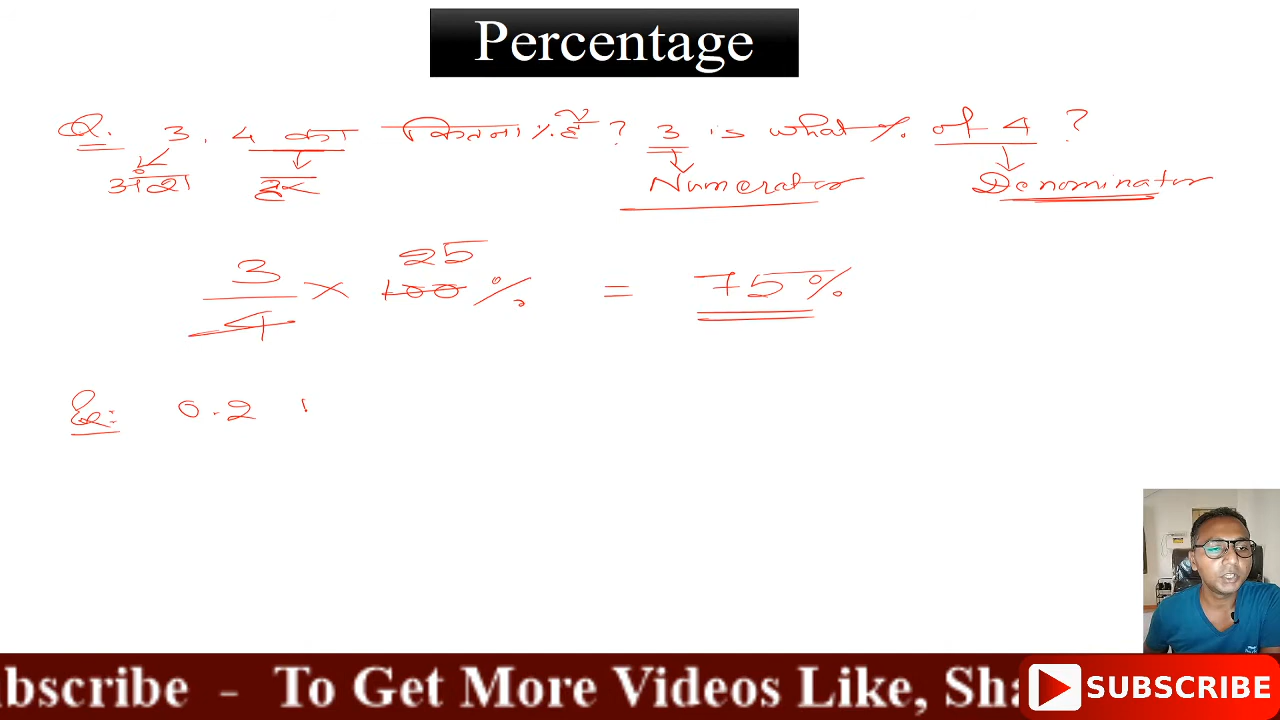 Percentage
Q. 3, 4 का कितना % है ? 3 is what % of 4 ?
अंश हर Numerator Denominator
25
3/4 × 100 % = 75 %
Q: 0.2
bscribe - To Get More Videos Like, Sha
SUBSCRIBE